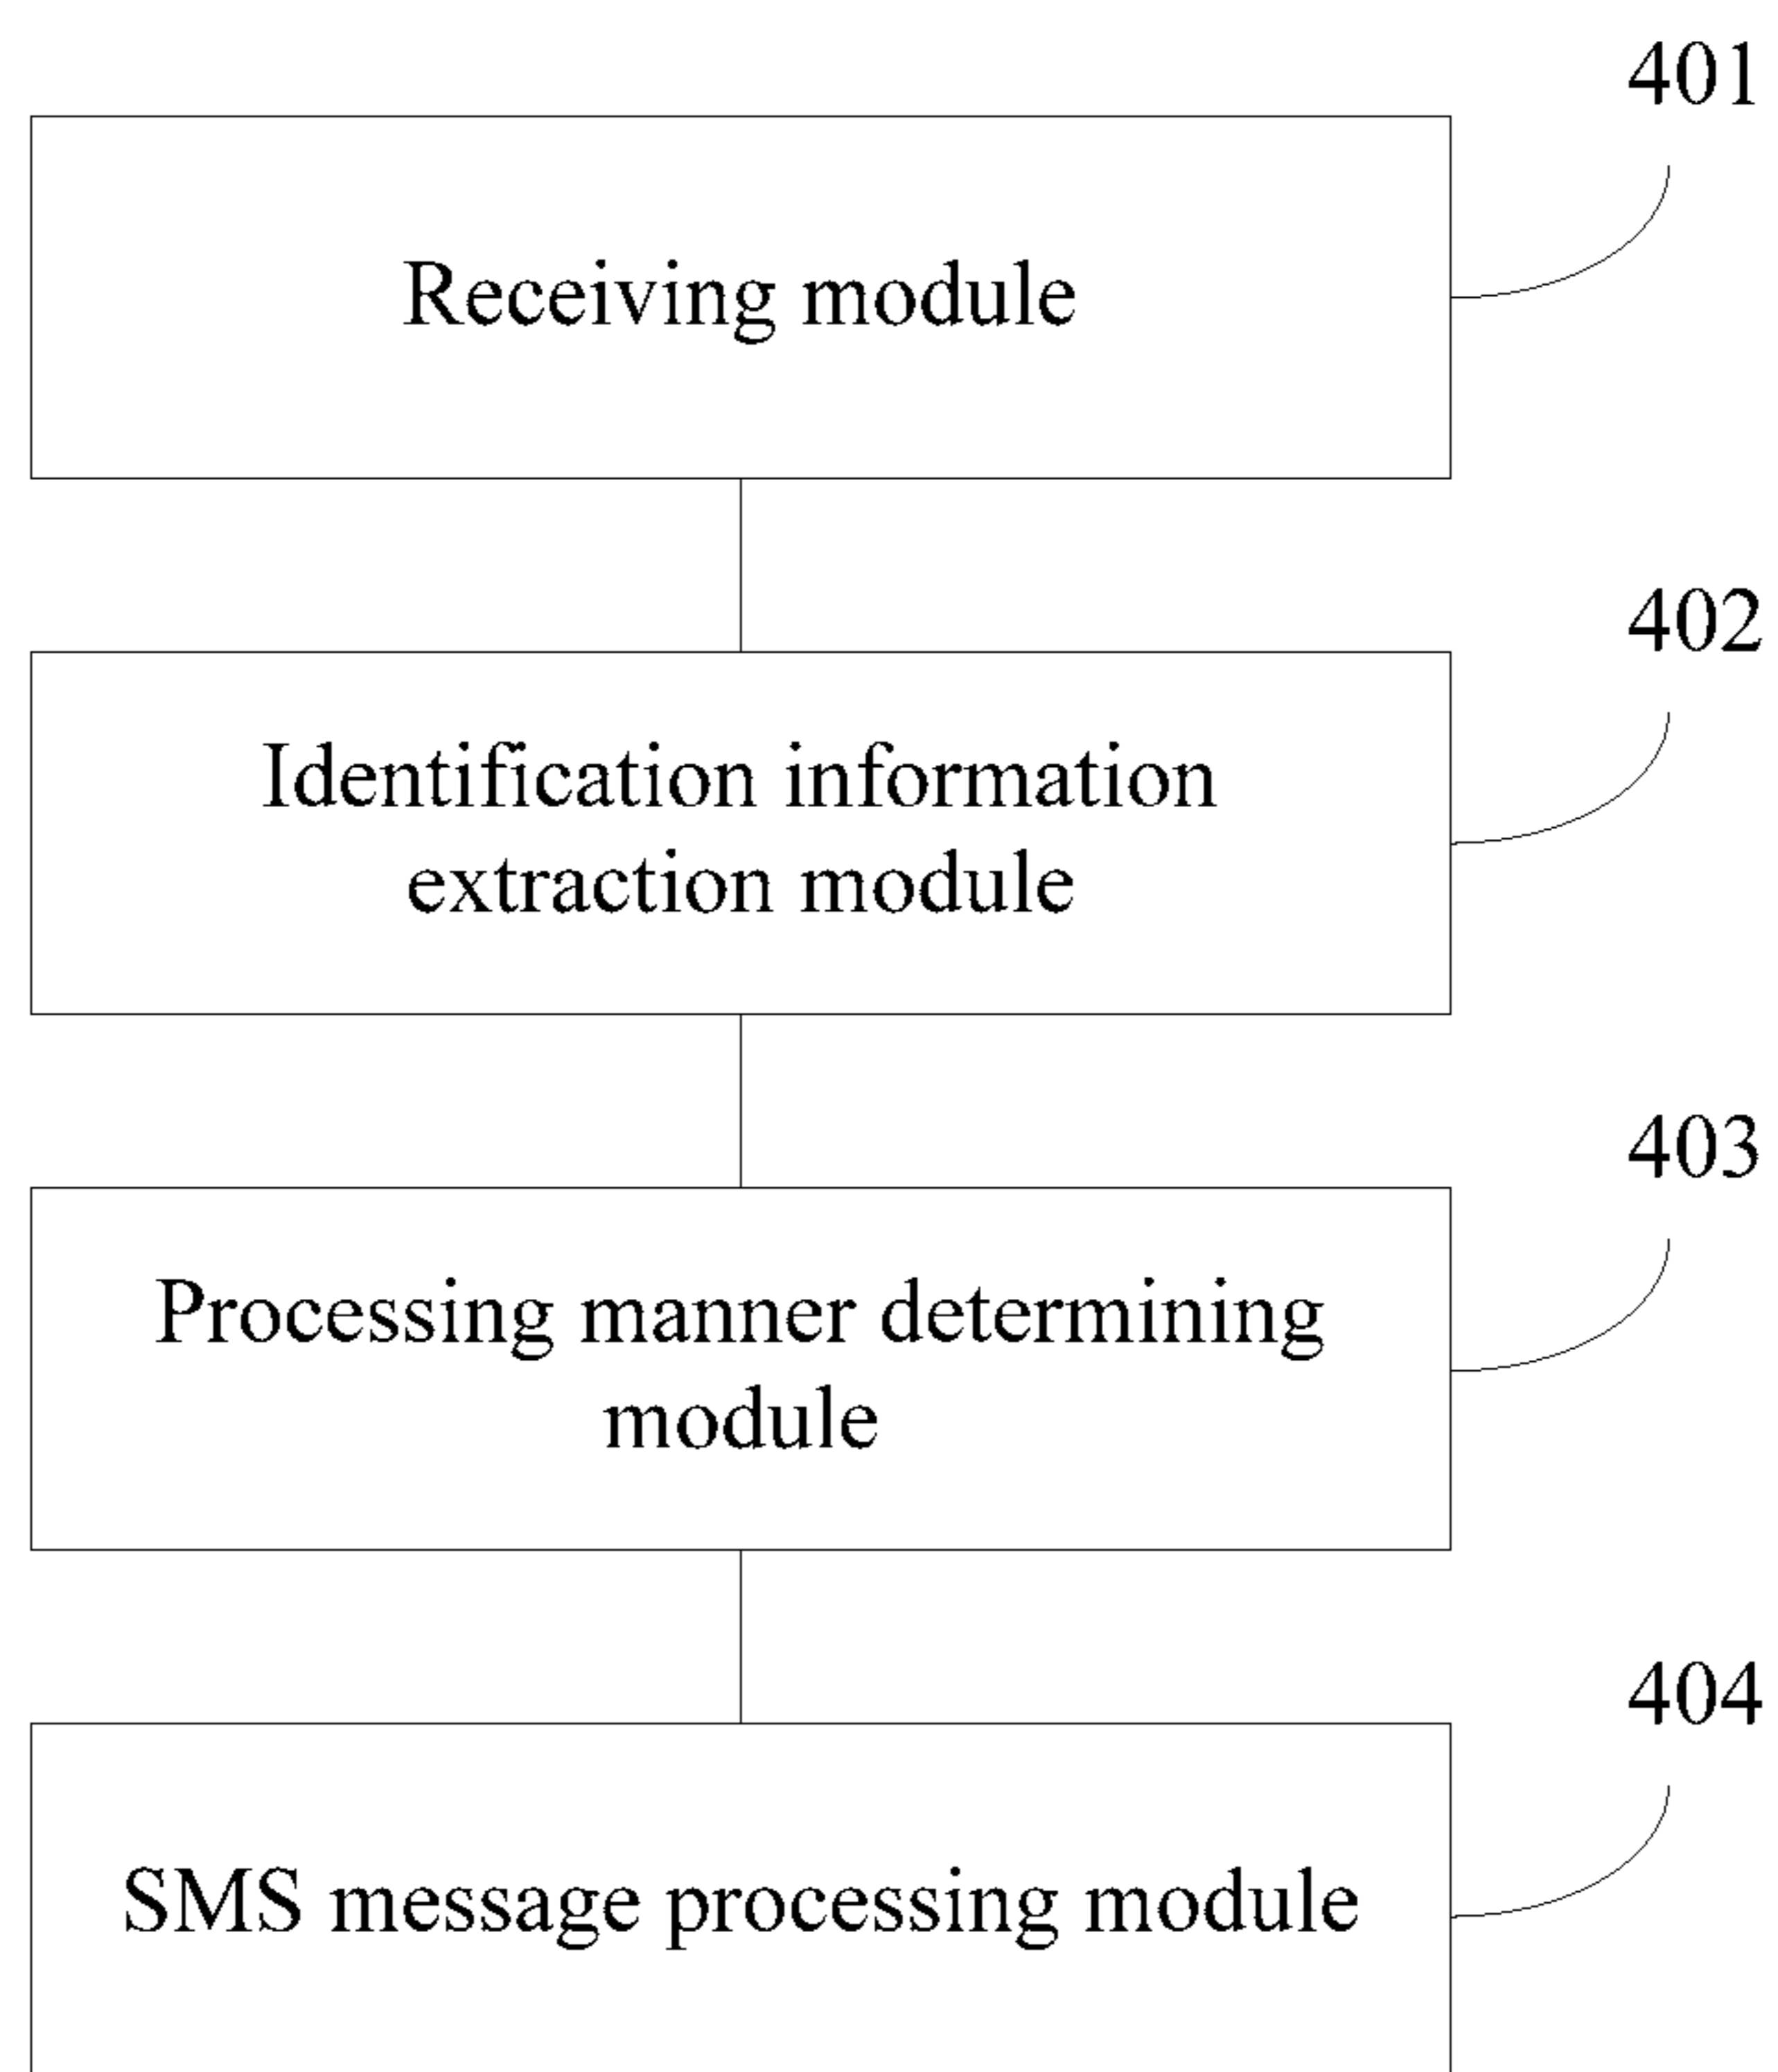 401
Receiving module
402
Identification information
extraction module
403
Processing manner determining
module
404
SMS message processing module